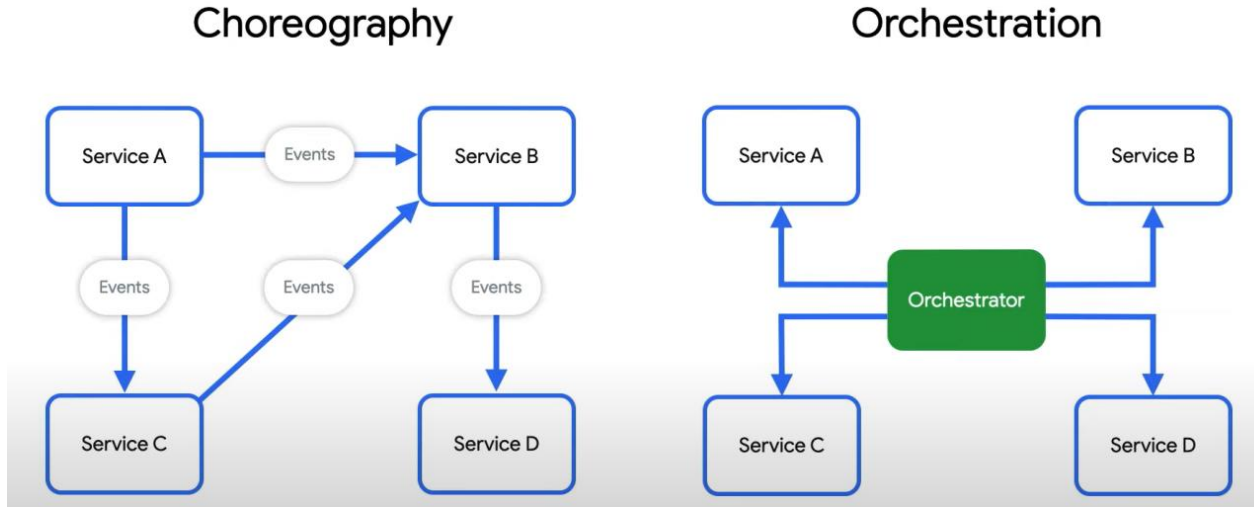 Choreography
Orchestration
Service A
Events
Service B
Events
Events
Events
Service C
Service D
Service A
Service B
Orchestrator
Service C
Service D